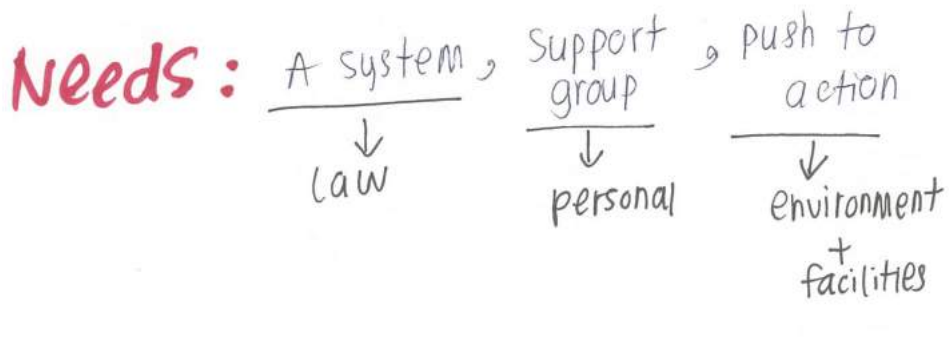 Needs: A system, support group, push to action
↓ ↓ ↓
law personal environment
+
facilities